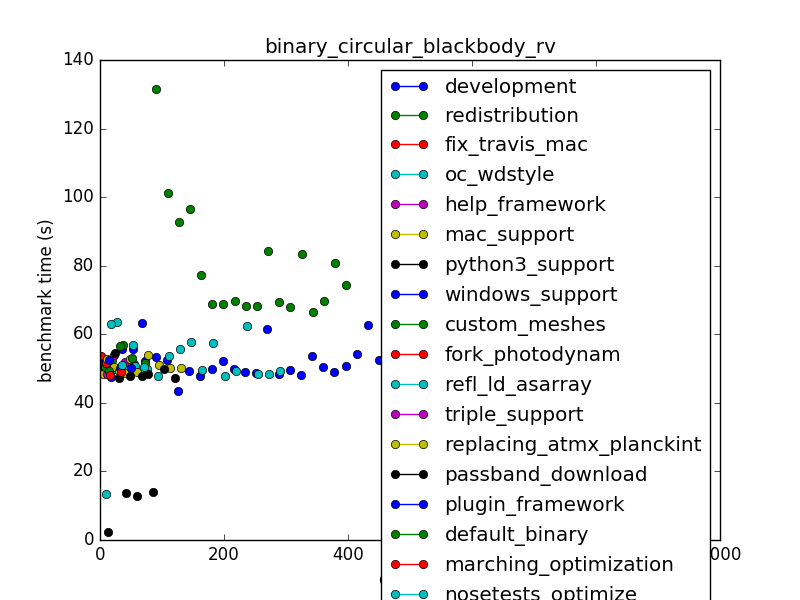 binary_circular_blackbody_rv
140
120
100
80
60
40
20
0
benchmark time (s)
0
200
400
000
development
redistribution
fix_travis_mac
oc_wdstyle
help_framework
mac_support
python3_support
windows_support
custom_meshes
fork_photodynam
refl_ld_asarray
triple_support
replacing_atmx_planckint
passband_download
plugin_framework
default_binary
marching_optimization
nosetests_optimize